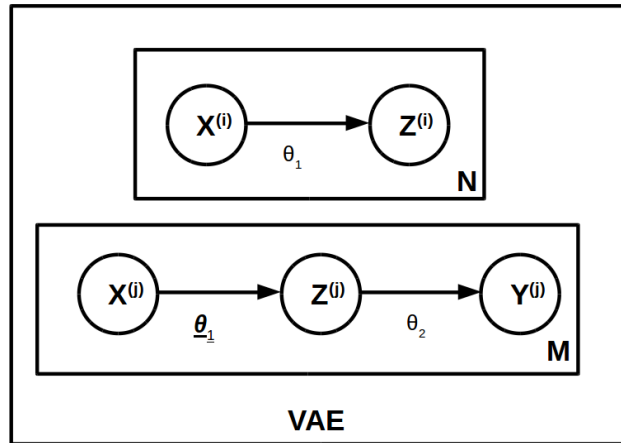 X(i) Z(i)
θ1
N
X(j) Z(j) Y(j)
θ1 θ2
M
VAE